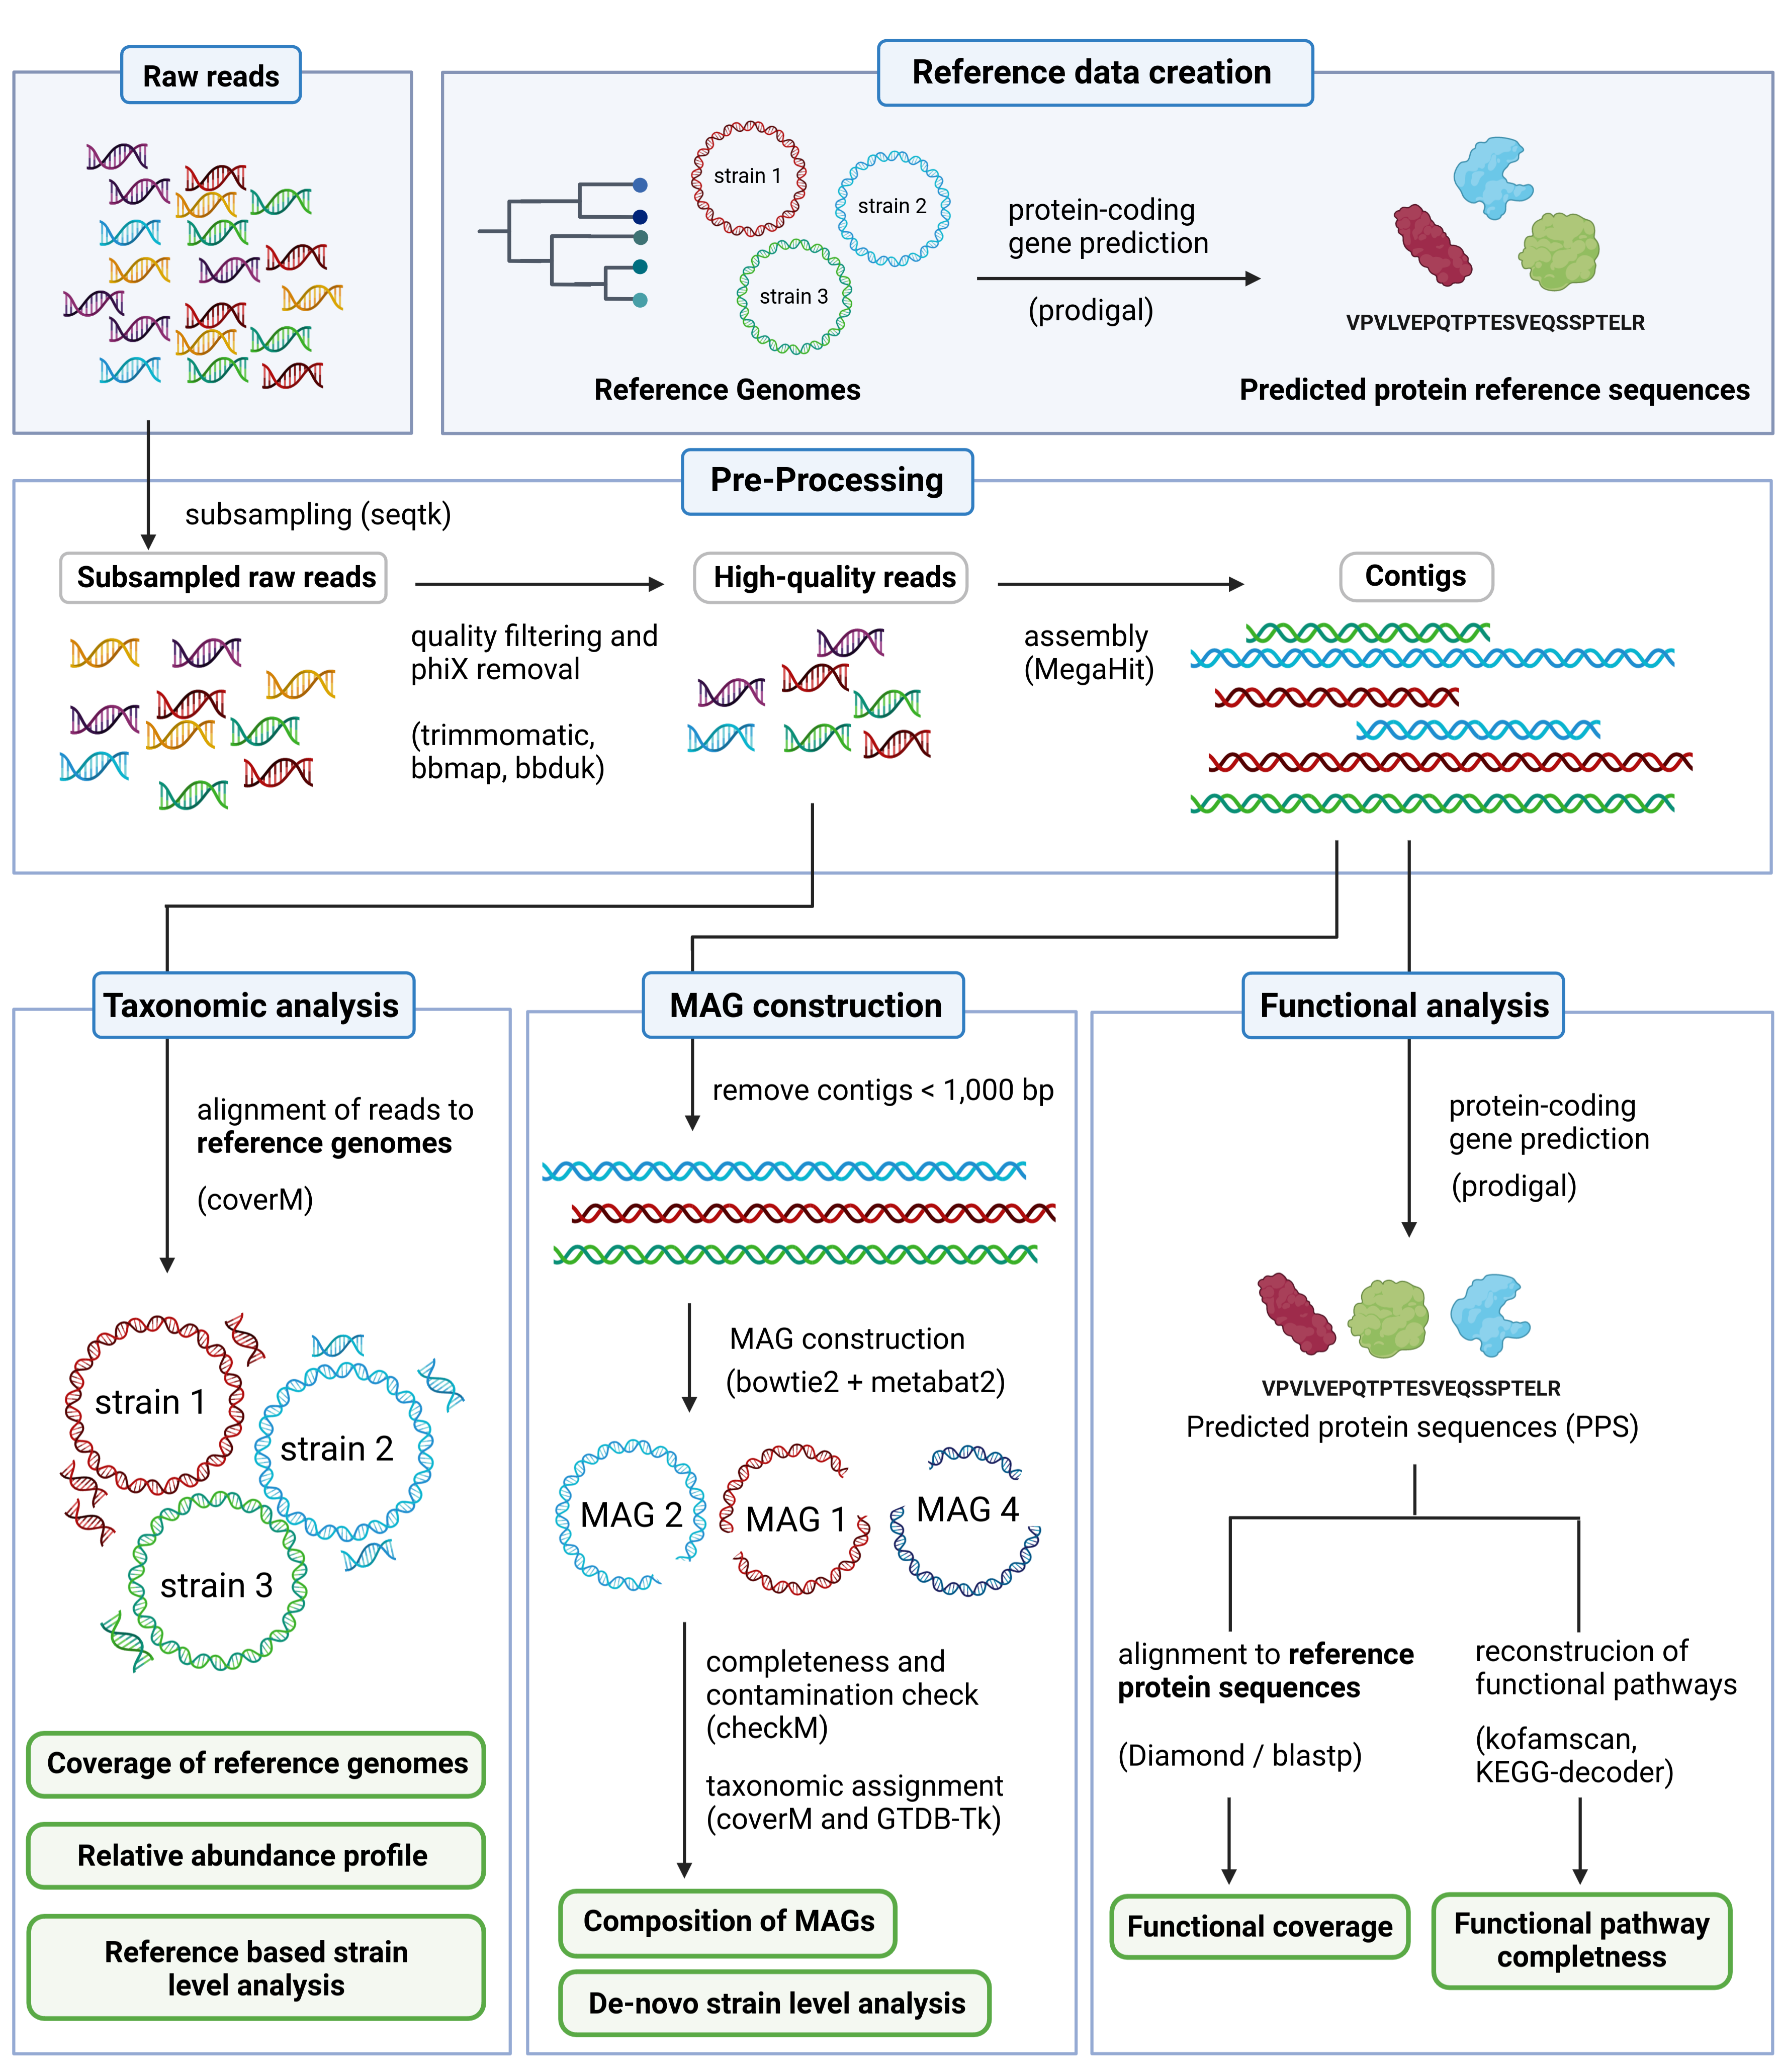 Raw reads
Reference data creation
strain 1
strain 2
strain 3
protein-coding
gene prediction
(prodigal)
VPVLVEPQTPTESVEQSSPTELR
Reference Genomes
Predicted protein reference sequences
Pre-Processing
subsampling (seqtk)
Subsampled raw reads
High-quality reads
Contigs
quality filtering and
phiX removal
(trimmomatic,
bbmap, bbduk)
assembly
(MegaHit)
Taxonomic analysis
alignment of reads to
reference genomes
(coverM)
strain 1
strain 2
strain 3
Coverage of reference genomes
Relative abundance profile
Reference based strain
level analysis
MAG construction
remove contigs < 1,000 bp
MAG construction
(bowtie2 + metabat2)
MAG 2
MAG 1
MAG 4
completeness and
contamination check
(checkM)
taxonomic assignment
(coverM and GTDB-Tk)
Composition of MAGs
De-novo strain level analysis
Functional analysis
protein-coding
gene prediction
(prodigal)
VPVLVEPQTPTESVEQSSPTELR
Predicted protein sequences (PPS)
alignment to reference
protein sequences
(Diamond / blastp)
reconstrucion of
functional pathways
(kofamscan,
KEGG-decoder)
Functional coverage
Functional pathway
completness